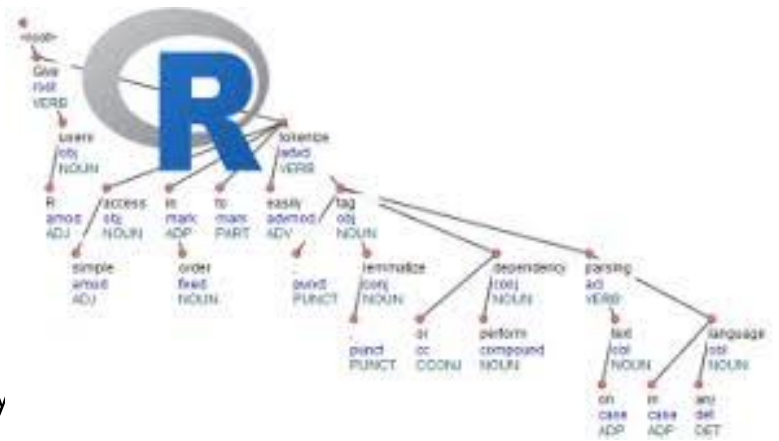 <root>
R
Give
root
VERB
users
obj
NOUN
tokenize
advcl
VERB
R
amod
ADJ
access
obj
NOUN
in
mark
ADP
to
mark
PART
easily
advmod
ADV
tag
obj
NOUN
simple
amod
ADJ
order
fixed
NOUN
,
punct
PUNCT
lemmatize
conj
NOUN
dependency
conj
NOUN
parsing
acl
VERB
punct
PUNCT
or
cc
CCONJ
perform
compound
NOUN
text
obl
NOUN
language
obl
NOUN
on
case
ADP
in
case
ADP
any
det
DET
y